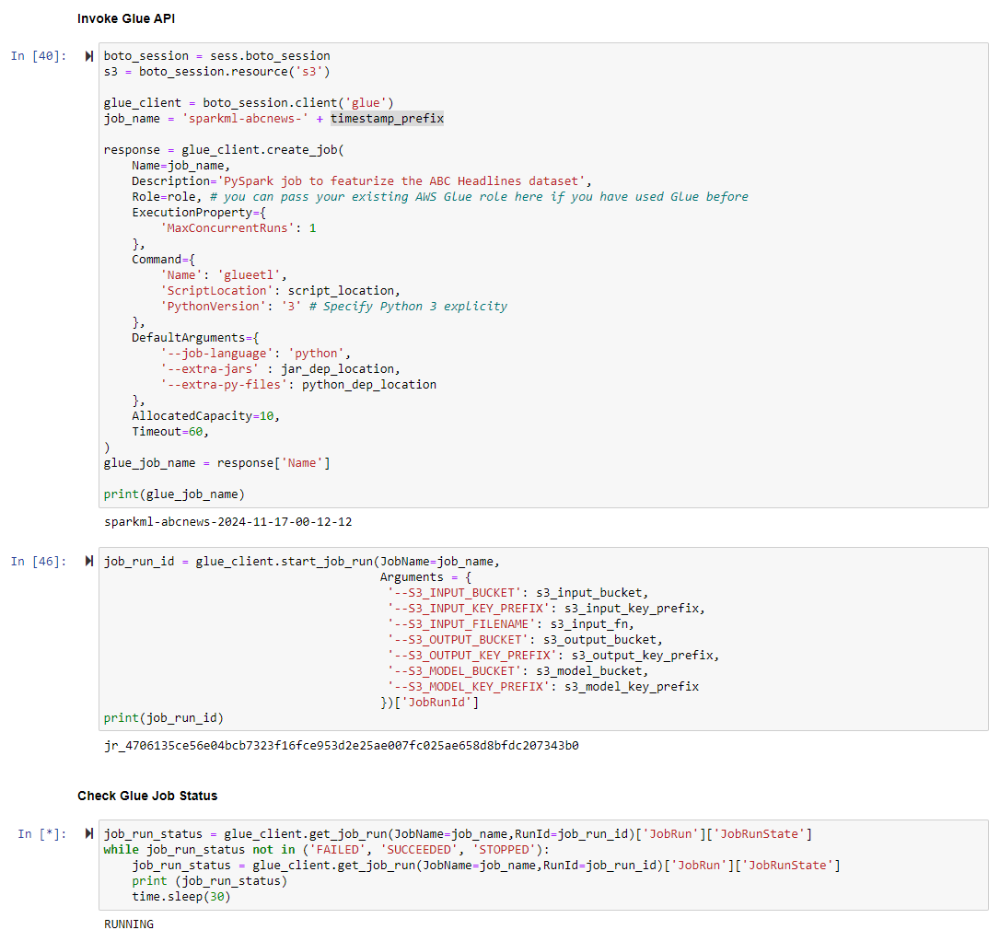 Invoke Glue API
In [40]:
boto_session = sess.boto_session
s3 = boto_session.resource('s3')
glue_client = boto_session.client('glue')
job_name = 'sparkml-abcnews-' + timestamp_prefix
response = glue_client.create_job(
    Name=job_name,
    Description='PySpark job to featurize the ABC Headlines dataset',
    Role=role, # you can pass your existing AWS Glue role here if you have used Glue before
    ExecutionProperty={
        'MaxConcurrentRuns': 1
    },
    Command={
        'Name': 'glueetl',
        'ScriptLocation': script_location,
        'PythonVersion': '3' # Specify Python 3 explicity
    },
    DefaultArguments={
        '--job-language': 'python',
        '--extra-jars' : jar_dep_location,
        '--extra-py-files': python_dep_location
    },
    AllocatedCapacity=10,
    Timeout=60,
)
glue_job_name = response['Name']
print(glue_job_name)
sparkml-abcnews-2024-11-17-00-12-12
In [46]:
job_run_id = glue_client.start_job_run(JobName=job_name,
                                       Arguments = {
                                        '--S3_INPUT_BUCKET': s3_input_bucket,
                                        '--S3_INPUT_KEY_PREFIX': s3_input_key_prefix,
                                        '--S3_INPUT_FILENAME': s3_input_fn,
                                        '--S3_OUTPUT_BUCKET': s3_output_bucket,
                                        '--S3_OUTPUT_KEY_PREFIX': s3_output_key_prefix,
                                        '--S3_MODEL_BUCKET': s3_model_bucket,
                                        '--S3_MODEL_KEY_PREFIX': s3_model_key_prefix
                                       })['JobRunId']
print(job_run_id)
jr_4706135ce56e04bcb7323f16fce953d2e25ae007fc025ae658d8bfdc207343b0
Check Glue Job Status
In [*]:
job_run_status = glue_client.get_job_run(JobName=job_name,RunId=job_run_id)['JobRun']['JobRunState']
while job_run_status not in ('FAILED', 'SUCCEEDED', 'STOPPED'):
    job_run_status = glue_client.get_job_run(JobName=job_name,RunId=job_run_id)['JobRun']['JobRunState']
    print (job_run_status)
    time.sleep(30)
RUNNING